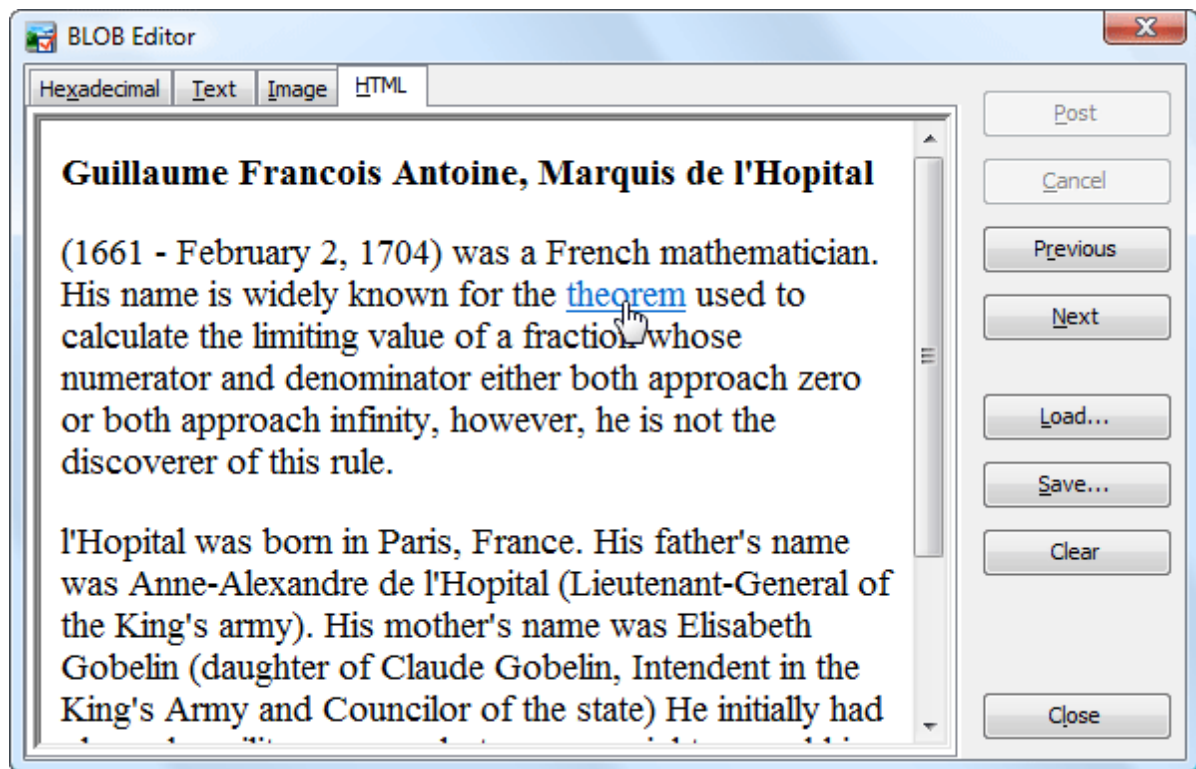 BLOB Editor
Hexadecimal Text Image HTML
Guillaume Francois Antoine, Marquis de l'Hopital
(1661 - February 2, 1704) was a French mathematician.
His name is widely known for the theorem used to
calculate the limiting value of a fraction whose
numerator and denominator either both approach zero
or both approach infinity, however, he is not the
discoverer of this rule.
l'Hopital was born in Paris, France. His father's name
was Anne-Alexandre de l'Hopital (Lieutenant-General of
the King's army). His mother's name was Elisabeth
Gobelin (daughter of Claude Gobelin, Intendent in the
King's Army and Councilor of the state) He initially had
Post
Cancel
Previous
Next
Load...
Save...
Clear
Close